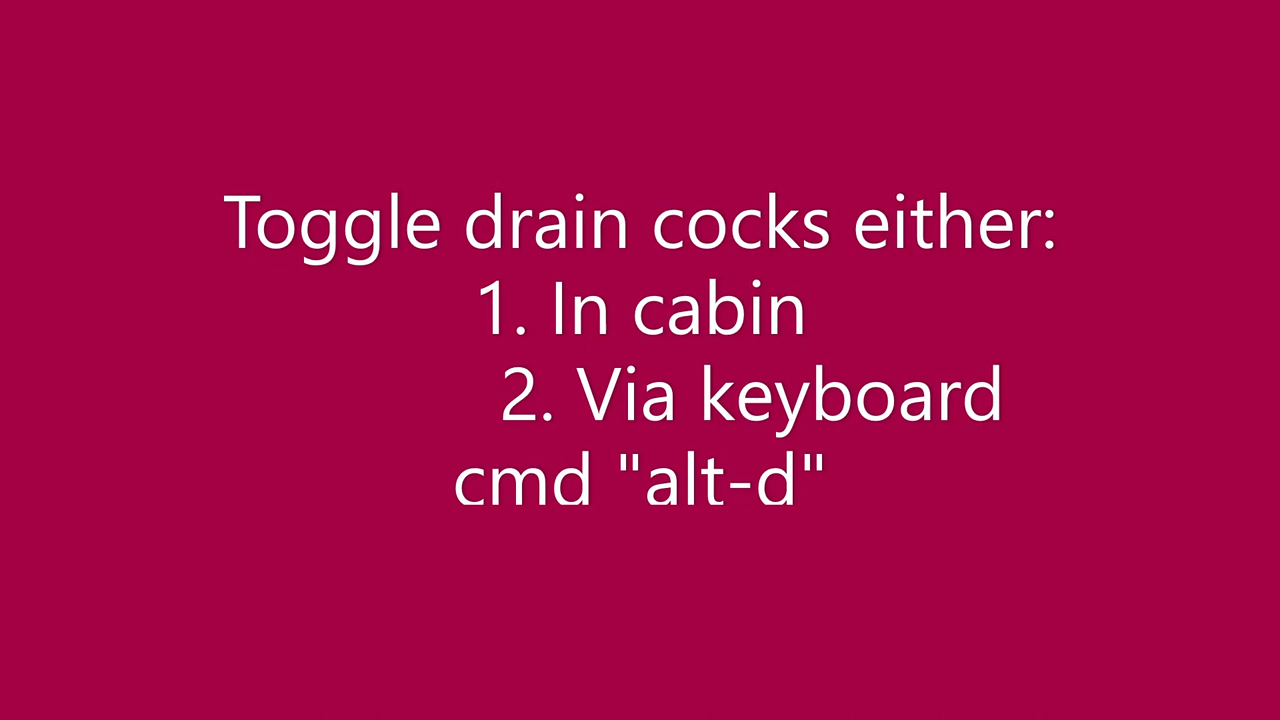 Toggle drain cocks either:
1. In cabin
2. Via keyboard
cmd "alt-d"